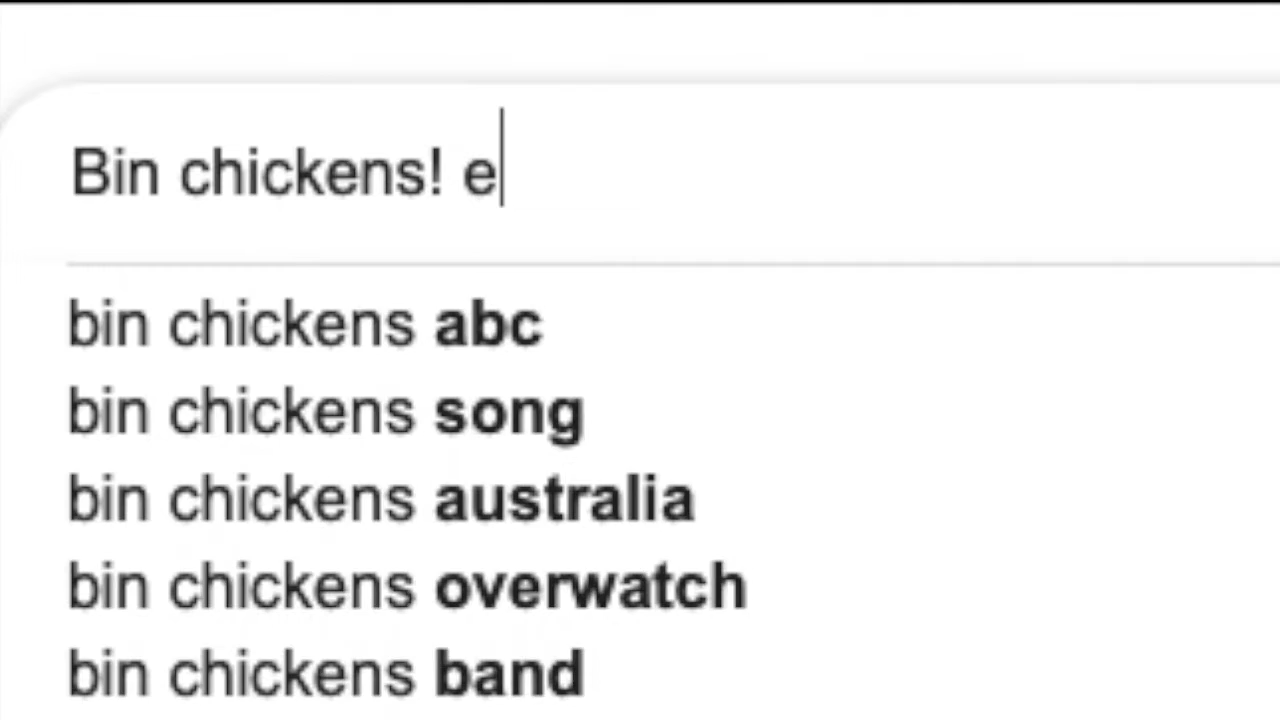 Bin chickens! e
bin chickens abc
bin chickens song
bin chickens australia
bin chickens overwatch
bin chickens band